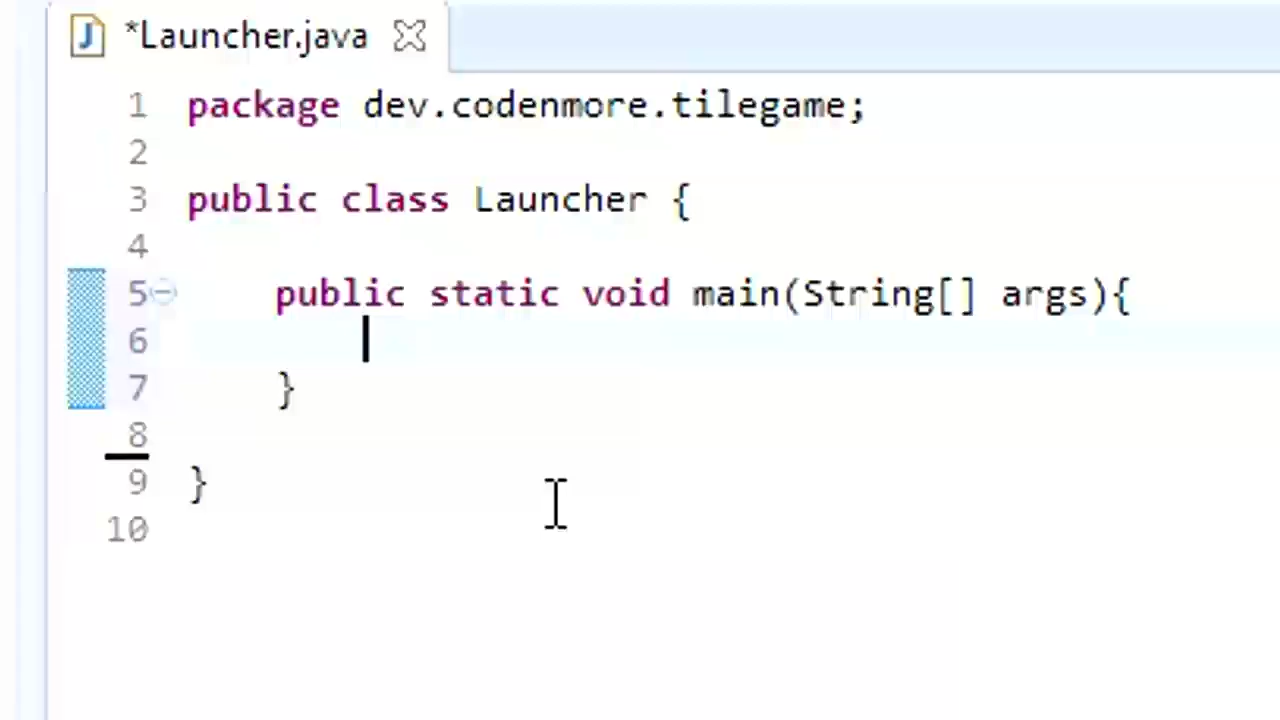 *Launcher.java
1 package dev.codenmore.tilegame;
2
3 public class Launcher {
4
5 public static void main(String[] args){
6
7 }
8
9 }
10